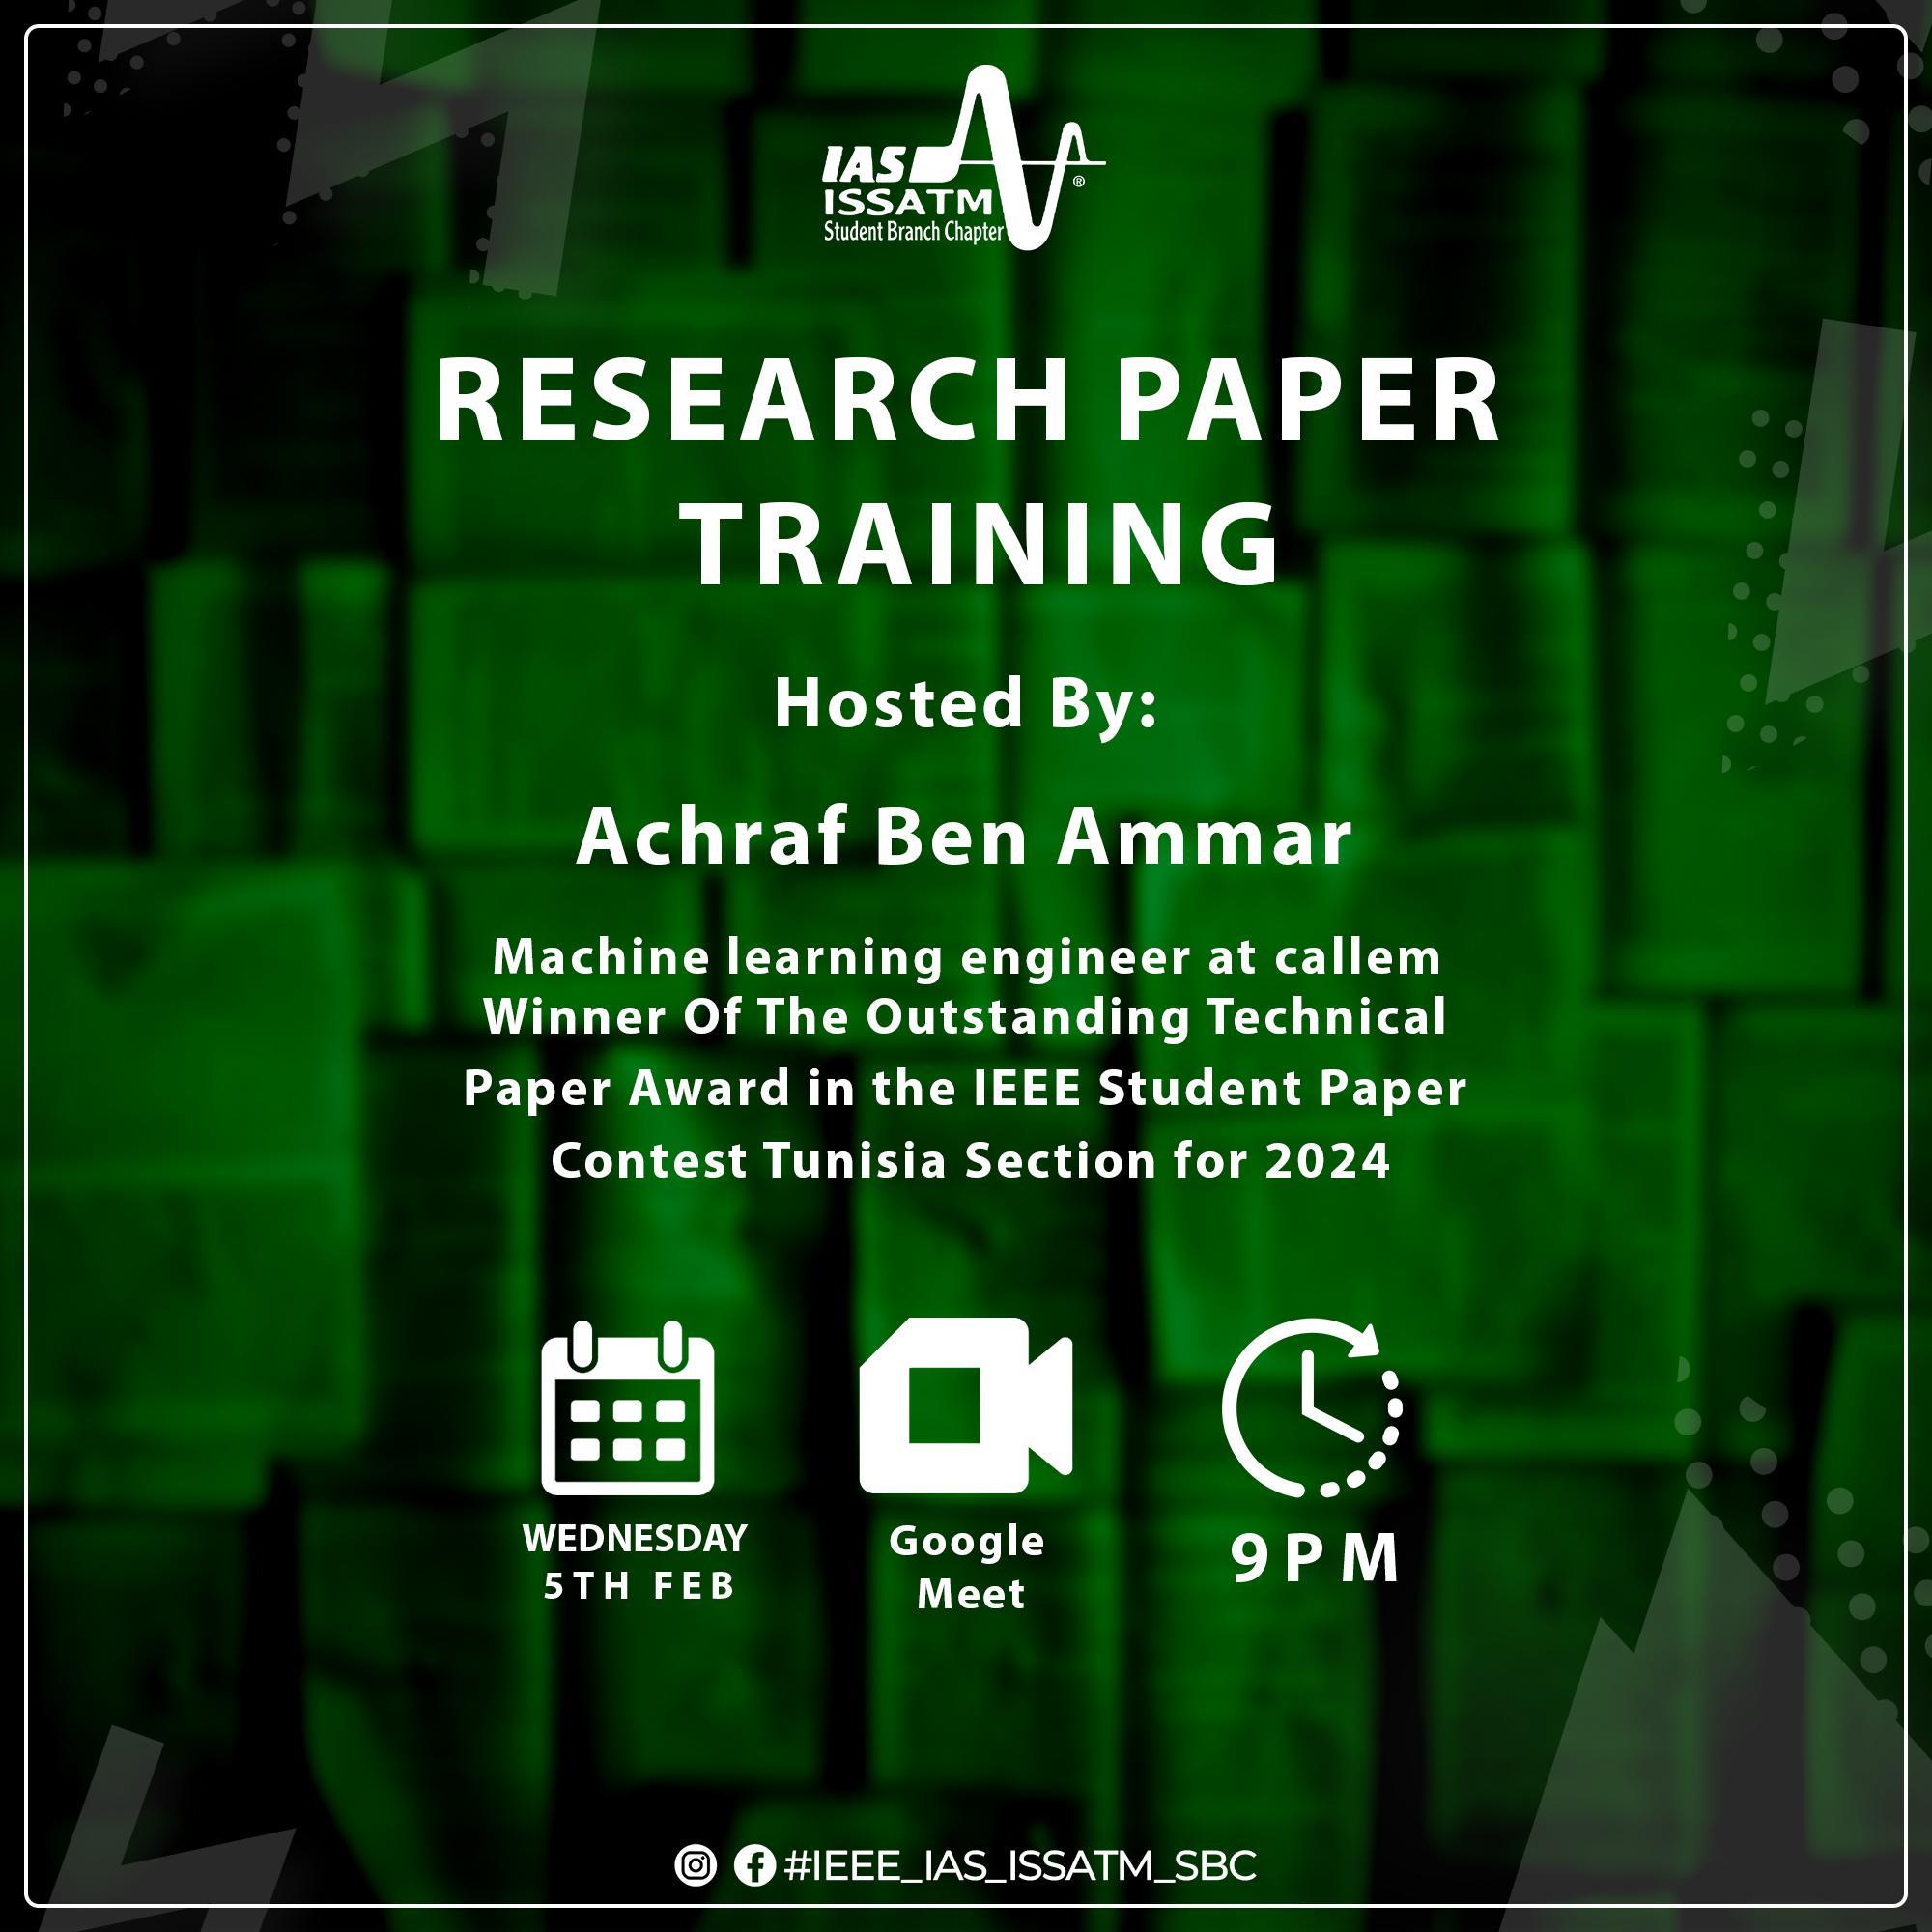 IAS
ISSATM
Student Branch Chapter
®
RESEARCH PAPER
TRAINING
Hosted By:
Achraf Ben Ammar
Machine learning engineer at callem
Winner Of The Outstanding Technical
Paper Award in the IEEE Student Paper
Contest Tunisia Section for 2024
WEDNESDAY
5TH FEB
Google
Meet
9PM
#IEEE_IAS_ISSATM_SBC